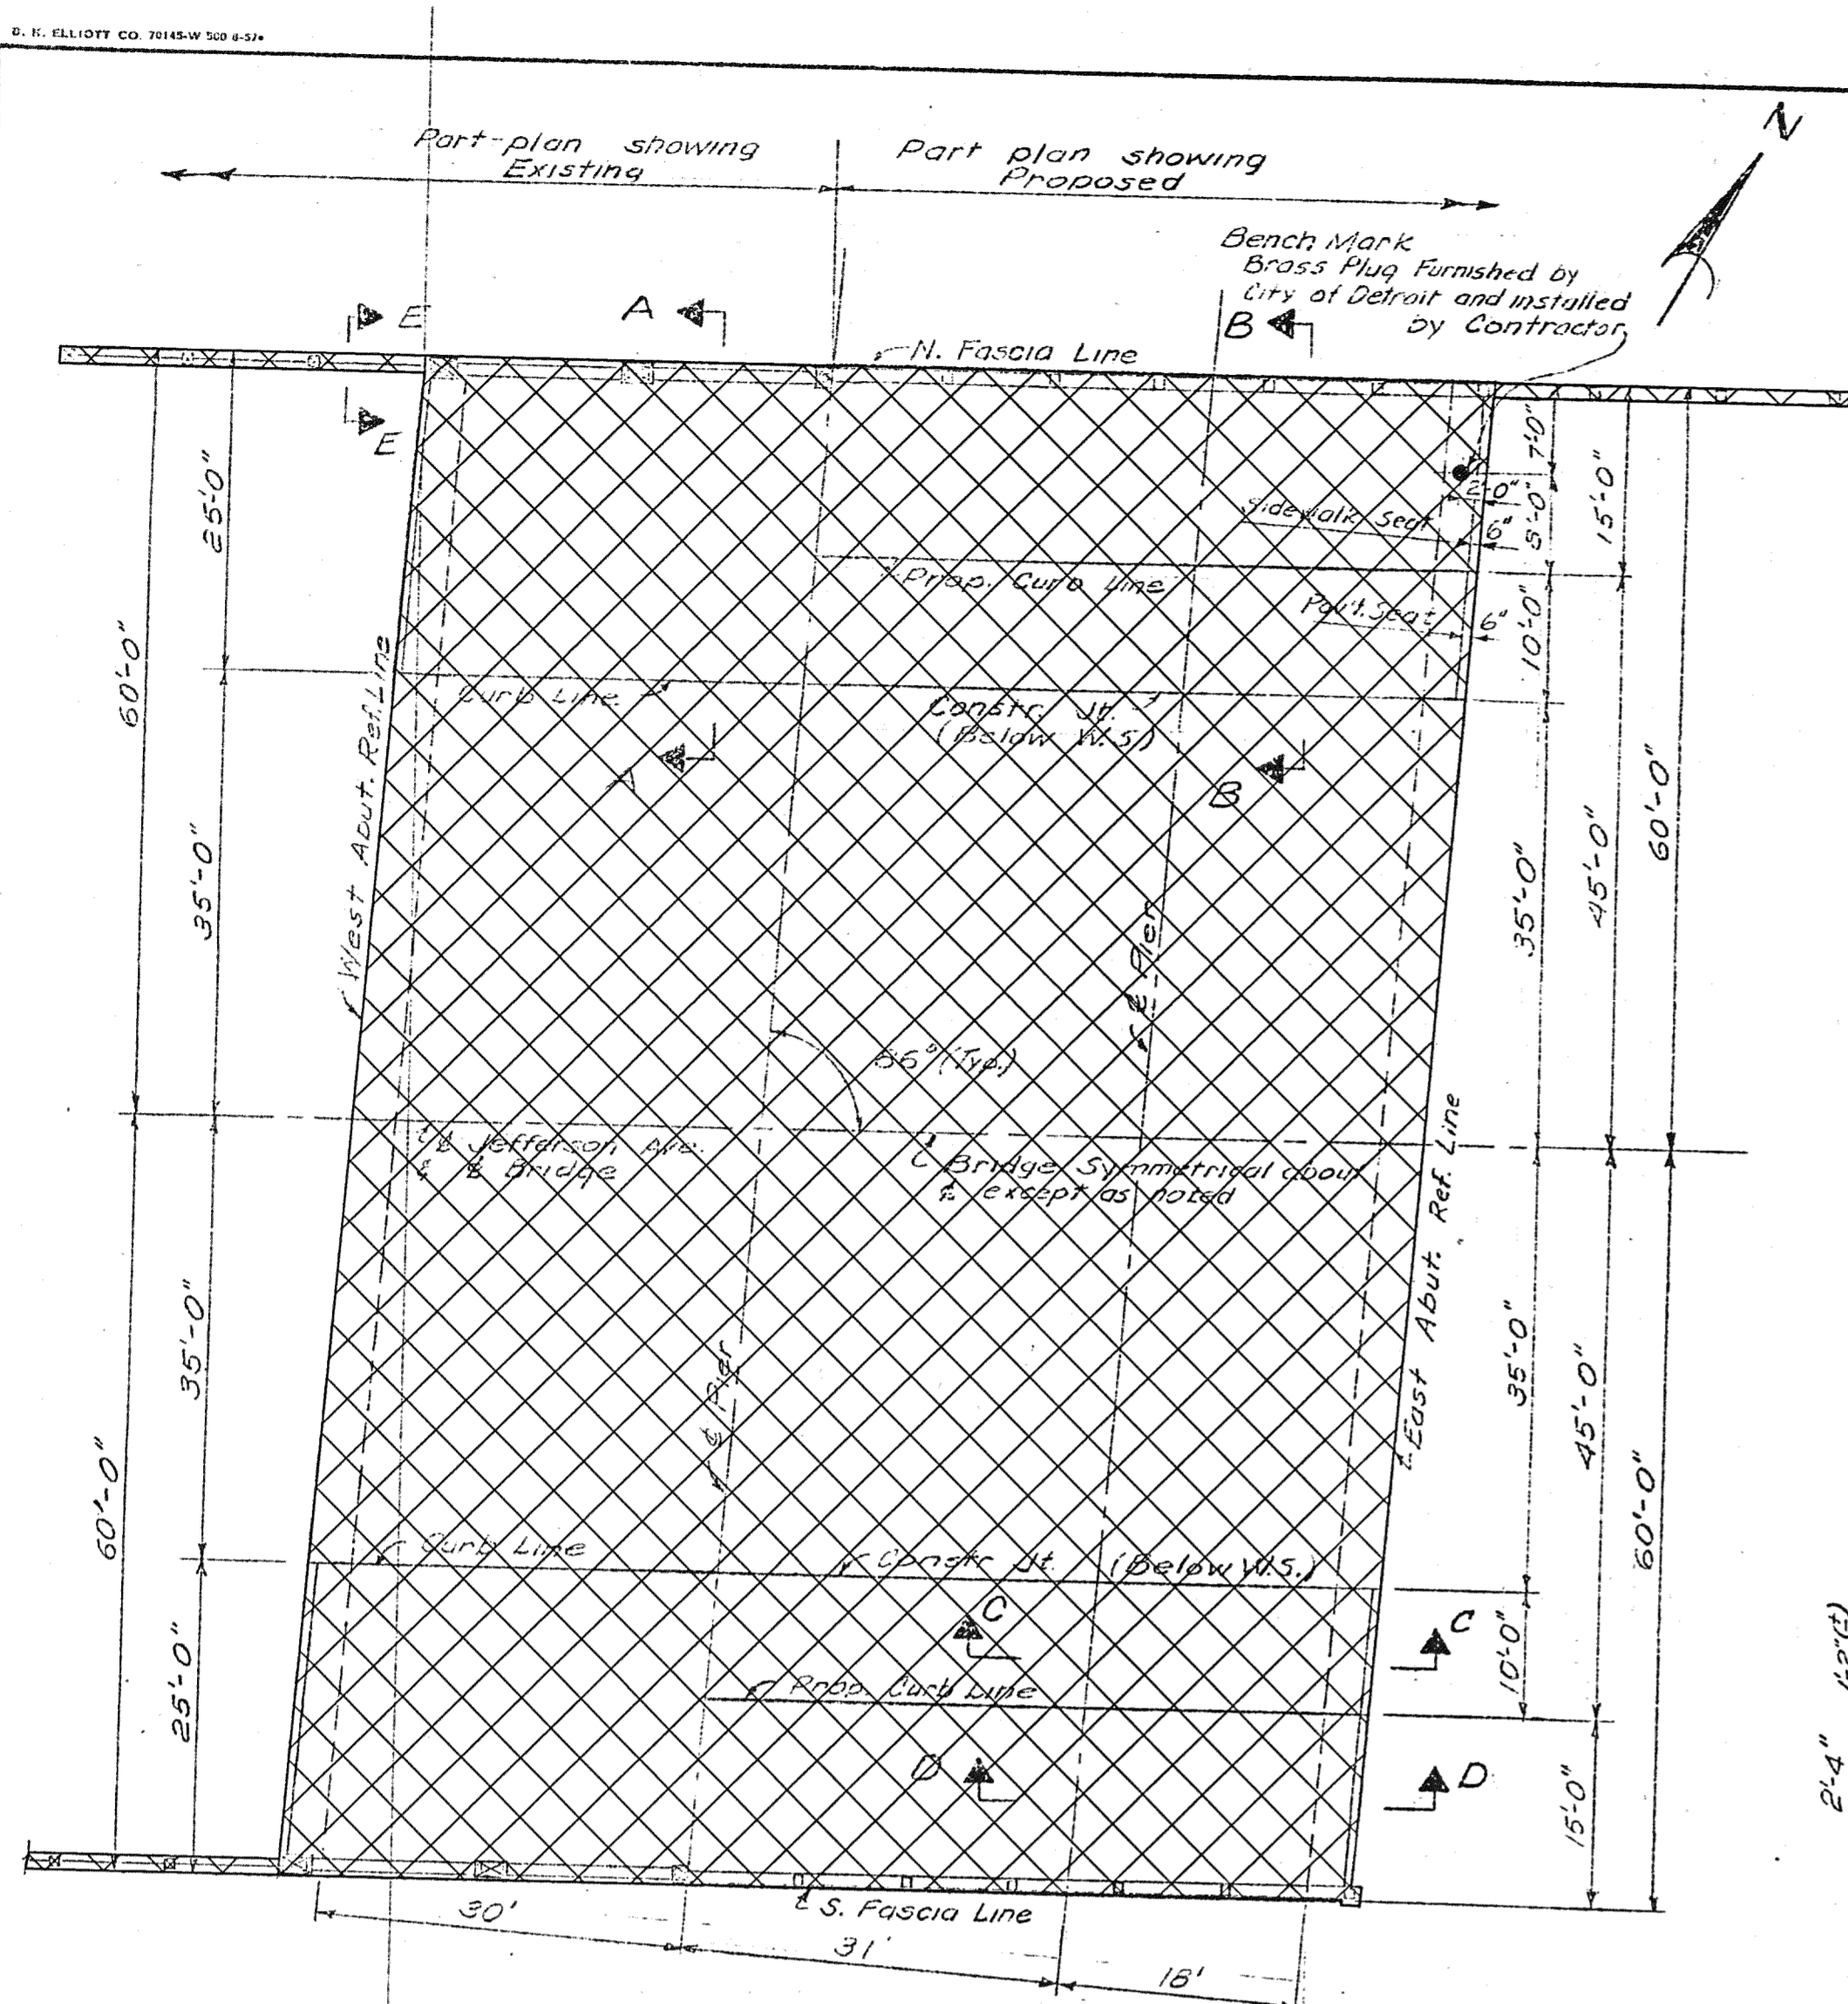 B. K. ELLIOTT CO. 70145-W 500 8-57
Part-plan showing
Existing
Part plan showing
Proposed
N
Bench Mark
Brass Plug Furnished by
City of Detroit and installed
by Contractor
E
A
B
N. Fascia Line
E
25'-0"
60'-0"
7'-0"
2'-0"
8'-0"
15'-0"
Sidewalk Seat
6"
Prop. Curb Line
Pav't. Seat
6"
10'-0"
West Abut. Ref. Line
Curb Line
Constr. Jt.
(Below W.S.)
A
B
35'-0"
35'-0"
45'-0"
60'-0"
℄ Pier
66° (Typ.)
℄ Jefferson Ave.
& ℄ Bridge
Bridge Symmetrical about
℄ except as noted
East Abut. Ref. Line
35'-0"
60'-0"
℄ Pier
35'-0"
45'-0"
60'-0"
Curb Line
Constr. Jt. (Below W.S.)
C
C
10'-0"
25'-0"
Prop. Curb Line
D
D
15'-0"
2'-4"
S. Fascia Line
30'
31'
18'